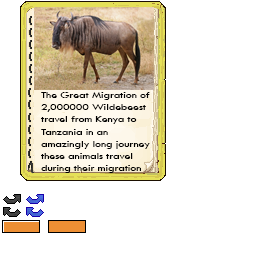 The Great Migration of
2,000000 Wildebeest
travel from Kenya to
Tanzania in an
amazingly long journey
these animals travel
during their migration